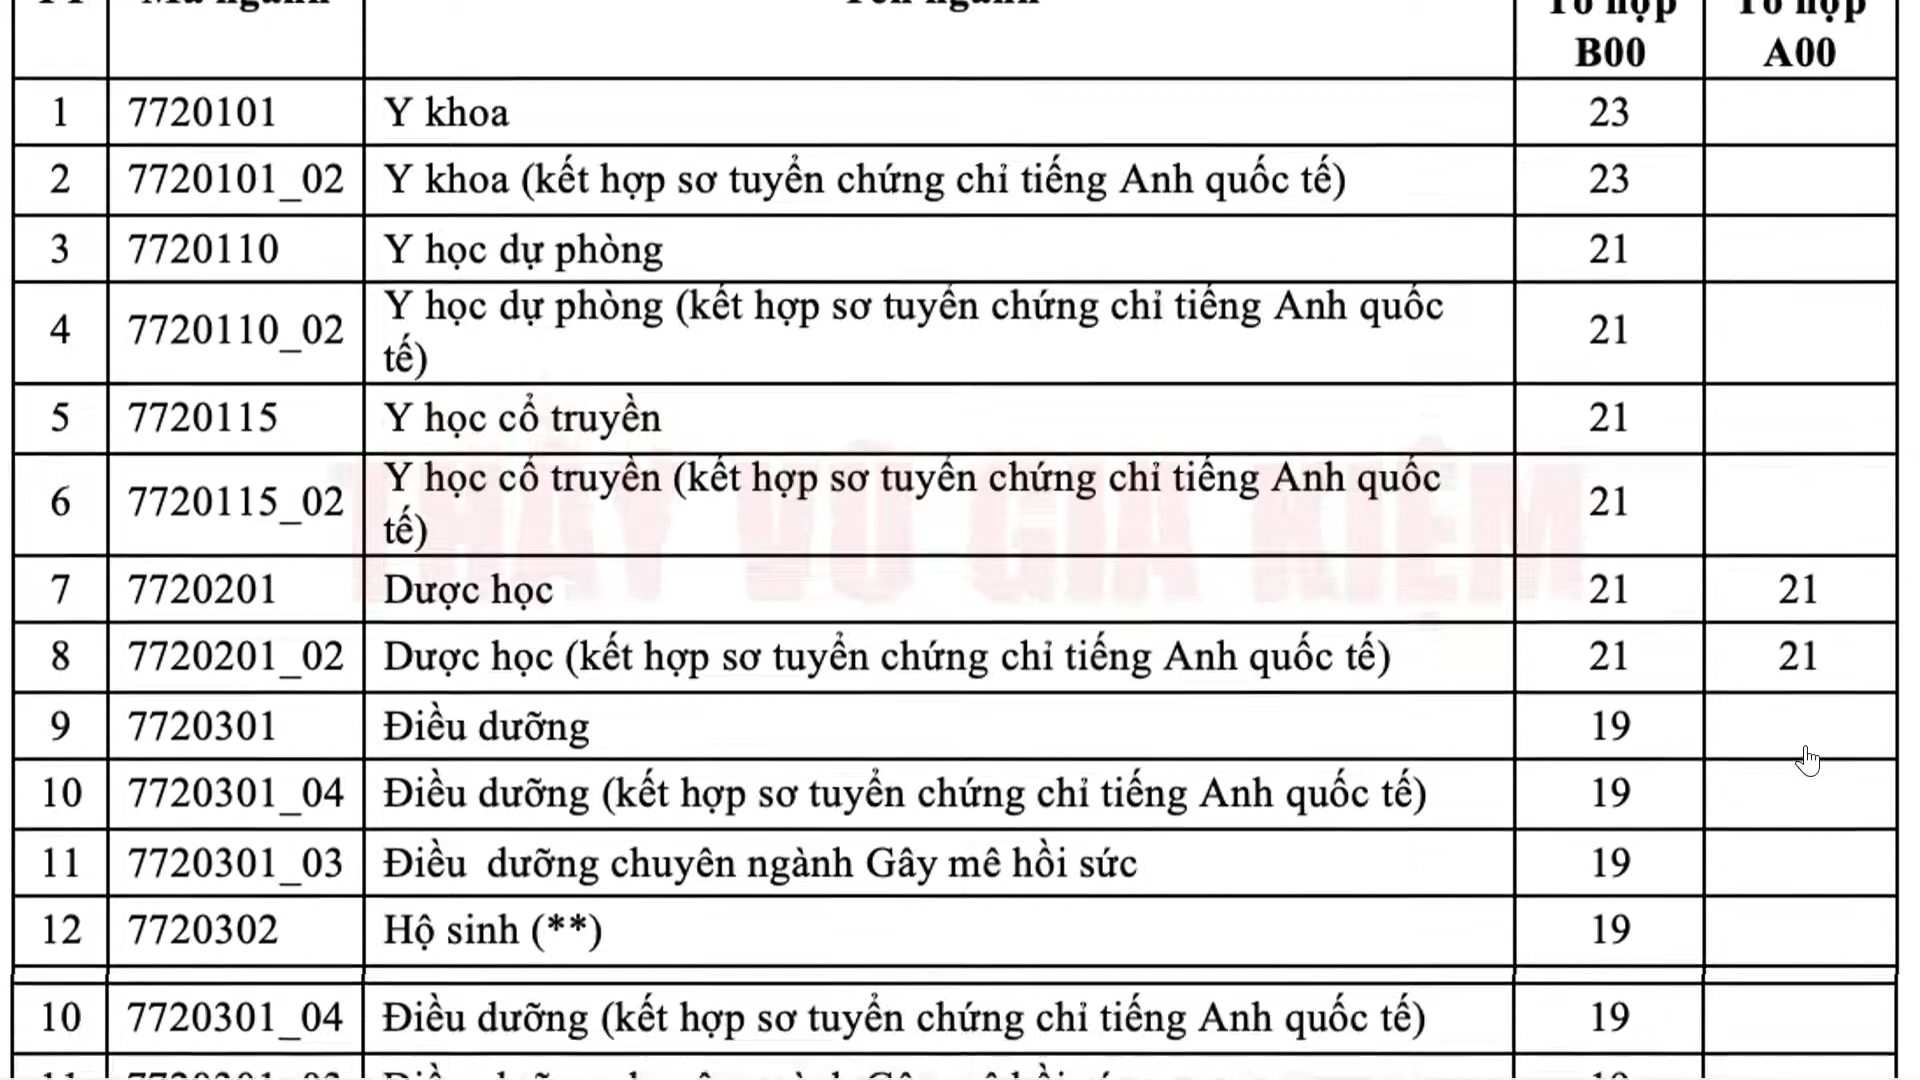 TT Mã ngành Tên ngành Tổ hợp Tổ hợp
B00 A00
1 7720101 Y khoa 23
2 7720101_02 Y khoa (kết hợp sơ tuyển chứng chỉ tiếng Anh quốc tế) 23
3 7720110 Y học dự phòng 21
4 7720110_02 Y học dự phòng (kết hợp sơ tuyển chứng chỉ tiếng Anh quốc
tế) 21
5 7720115 Y học cổ truyền 21
6 7720115_02 Y học cổ truyền (kết hợp sơ tuyển chứng chỉ tiếng Anh quốc
tế) 21
THẦY VŨ GIA KIỆM
7 7720201 Dược học 21 21
8 7720201_02 Dược học (kết hợp sơ tuyển chứng chỉ tiếng Anh quốc tế) 21 21
9 7720301 Điều dưỡng 19
10 7720301_04 Điều dưỡng (kết hợp sơ tuyển chứng chỉ tiếng Anh quốc tế) 19
11 7720301_03 Điều  dưỡng chuyên ngành Gây mê hồi sức 19
12 7720302 Hộ sinh (**) 19
10 7720301_04 Điều dưỡng (kết hợp sơ tuyển chứng chỉ tiếng Anh quốc tế) 19